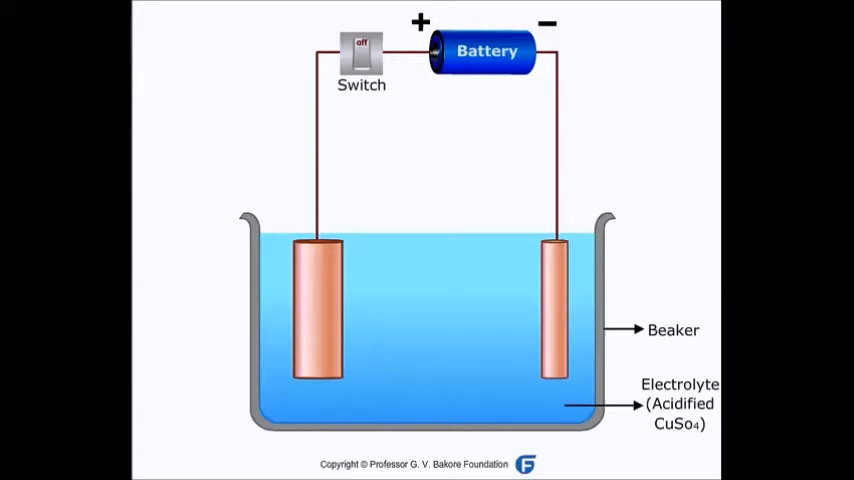 + −
off
Battery
Switch
Beaker
Electrolyte
(Acidified
CuSo₄)
Copyright © Professor G. V. Bakore Foundation F